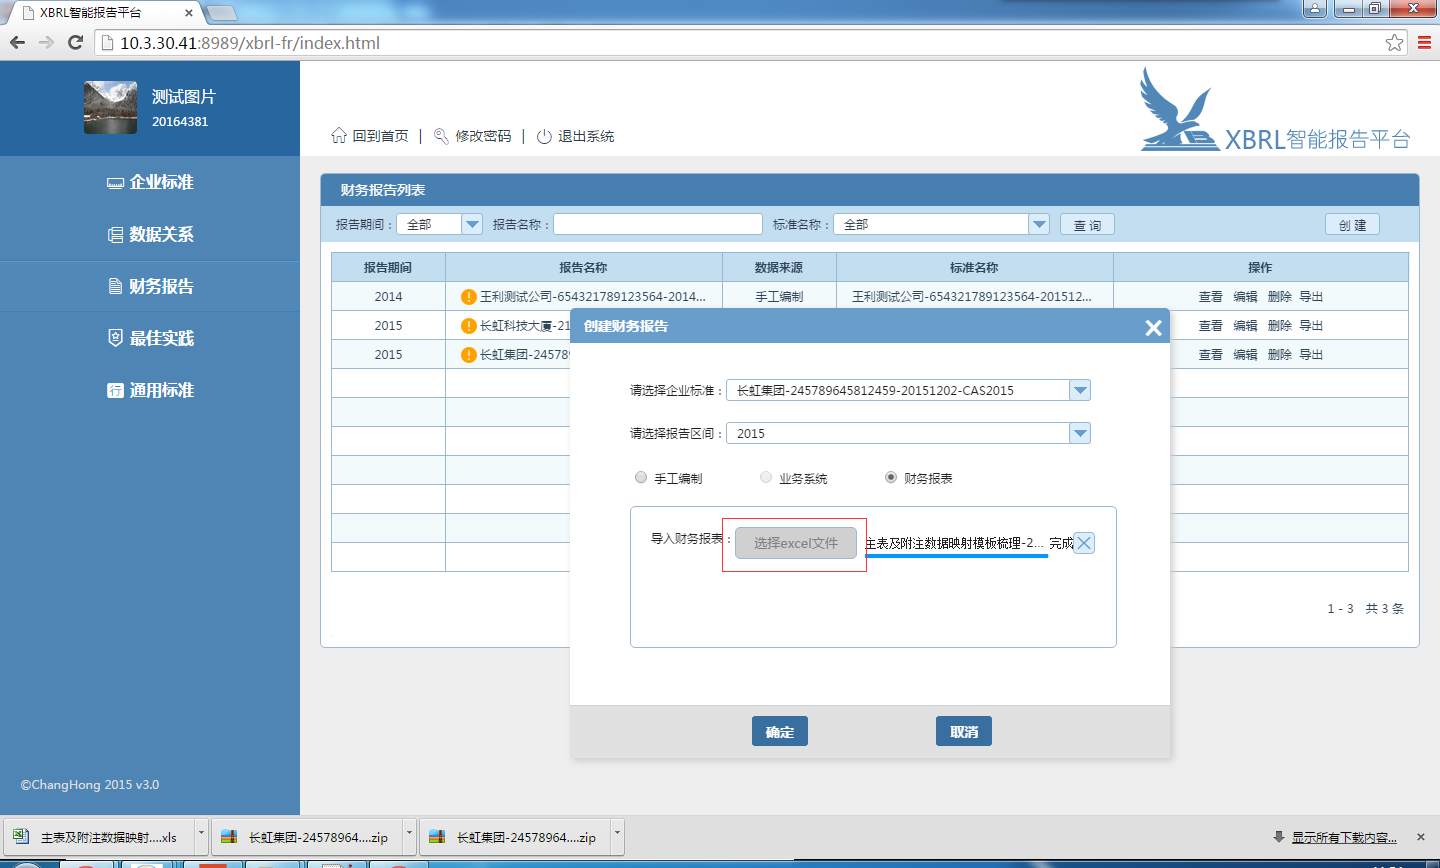 XBRL智能报告平台
10.3.30.41:8989/xbrl-fr/index.html
测试图片
20164381
回到首页 | 修改密码 | 退出系统
XBRL智能报告平台
企业标准
数据关系
财务报告
最佳实践
行 通用标准
©ChangHong 2015 v3.0
财务报告列表
报告期间： 全部 报告名称： 标准名称： 全部 查 询 创 建
报告期间 报告名称 数据来源 标准名称 操作
2014 王利测试公司-654321789123564-2014... 手工编制 王利测试公司-654321789123564-201512... 查看 编辑 删除 导出
2015 长虹科技大厦-21 查看 编辑 删除 导出
2015 长虹集团-24578 查看 编辑 删除 导出
创建财务报告
请选择企业标准： 长虹集团-245789645812459-20151202-CAS2015
请选择报告区间： 2015
手工编制 业务系统 财务报表
导入财务报表： 选择excel文件 主表及附注数据映射模板梳理-2... 完成
确定 取消
1 - 3 共 3 条
主表及附注数据映射....xls 长虹集团-24578964....zip 长虹集团-24578964....zip 显示所有下载内容...